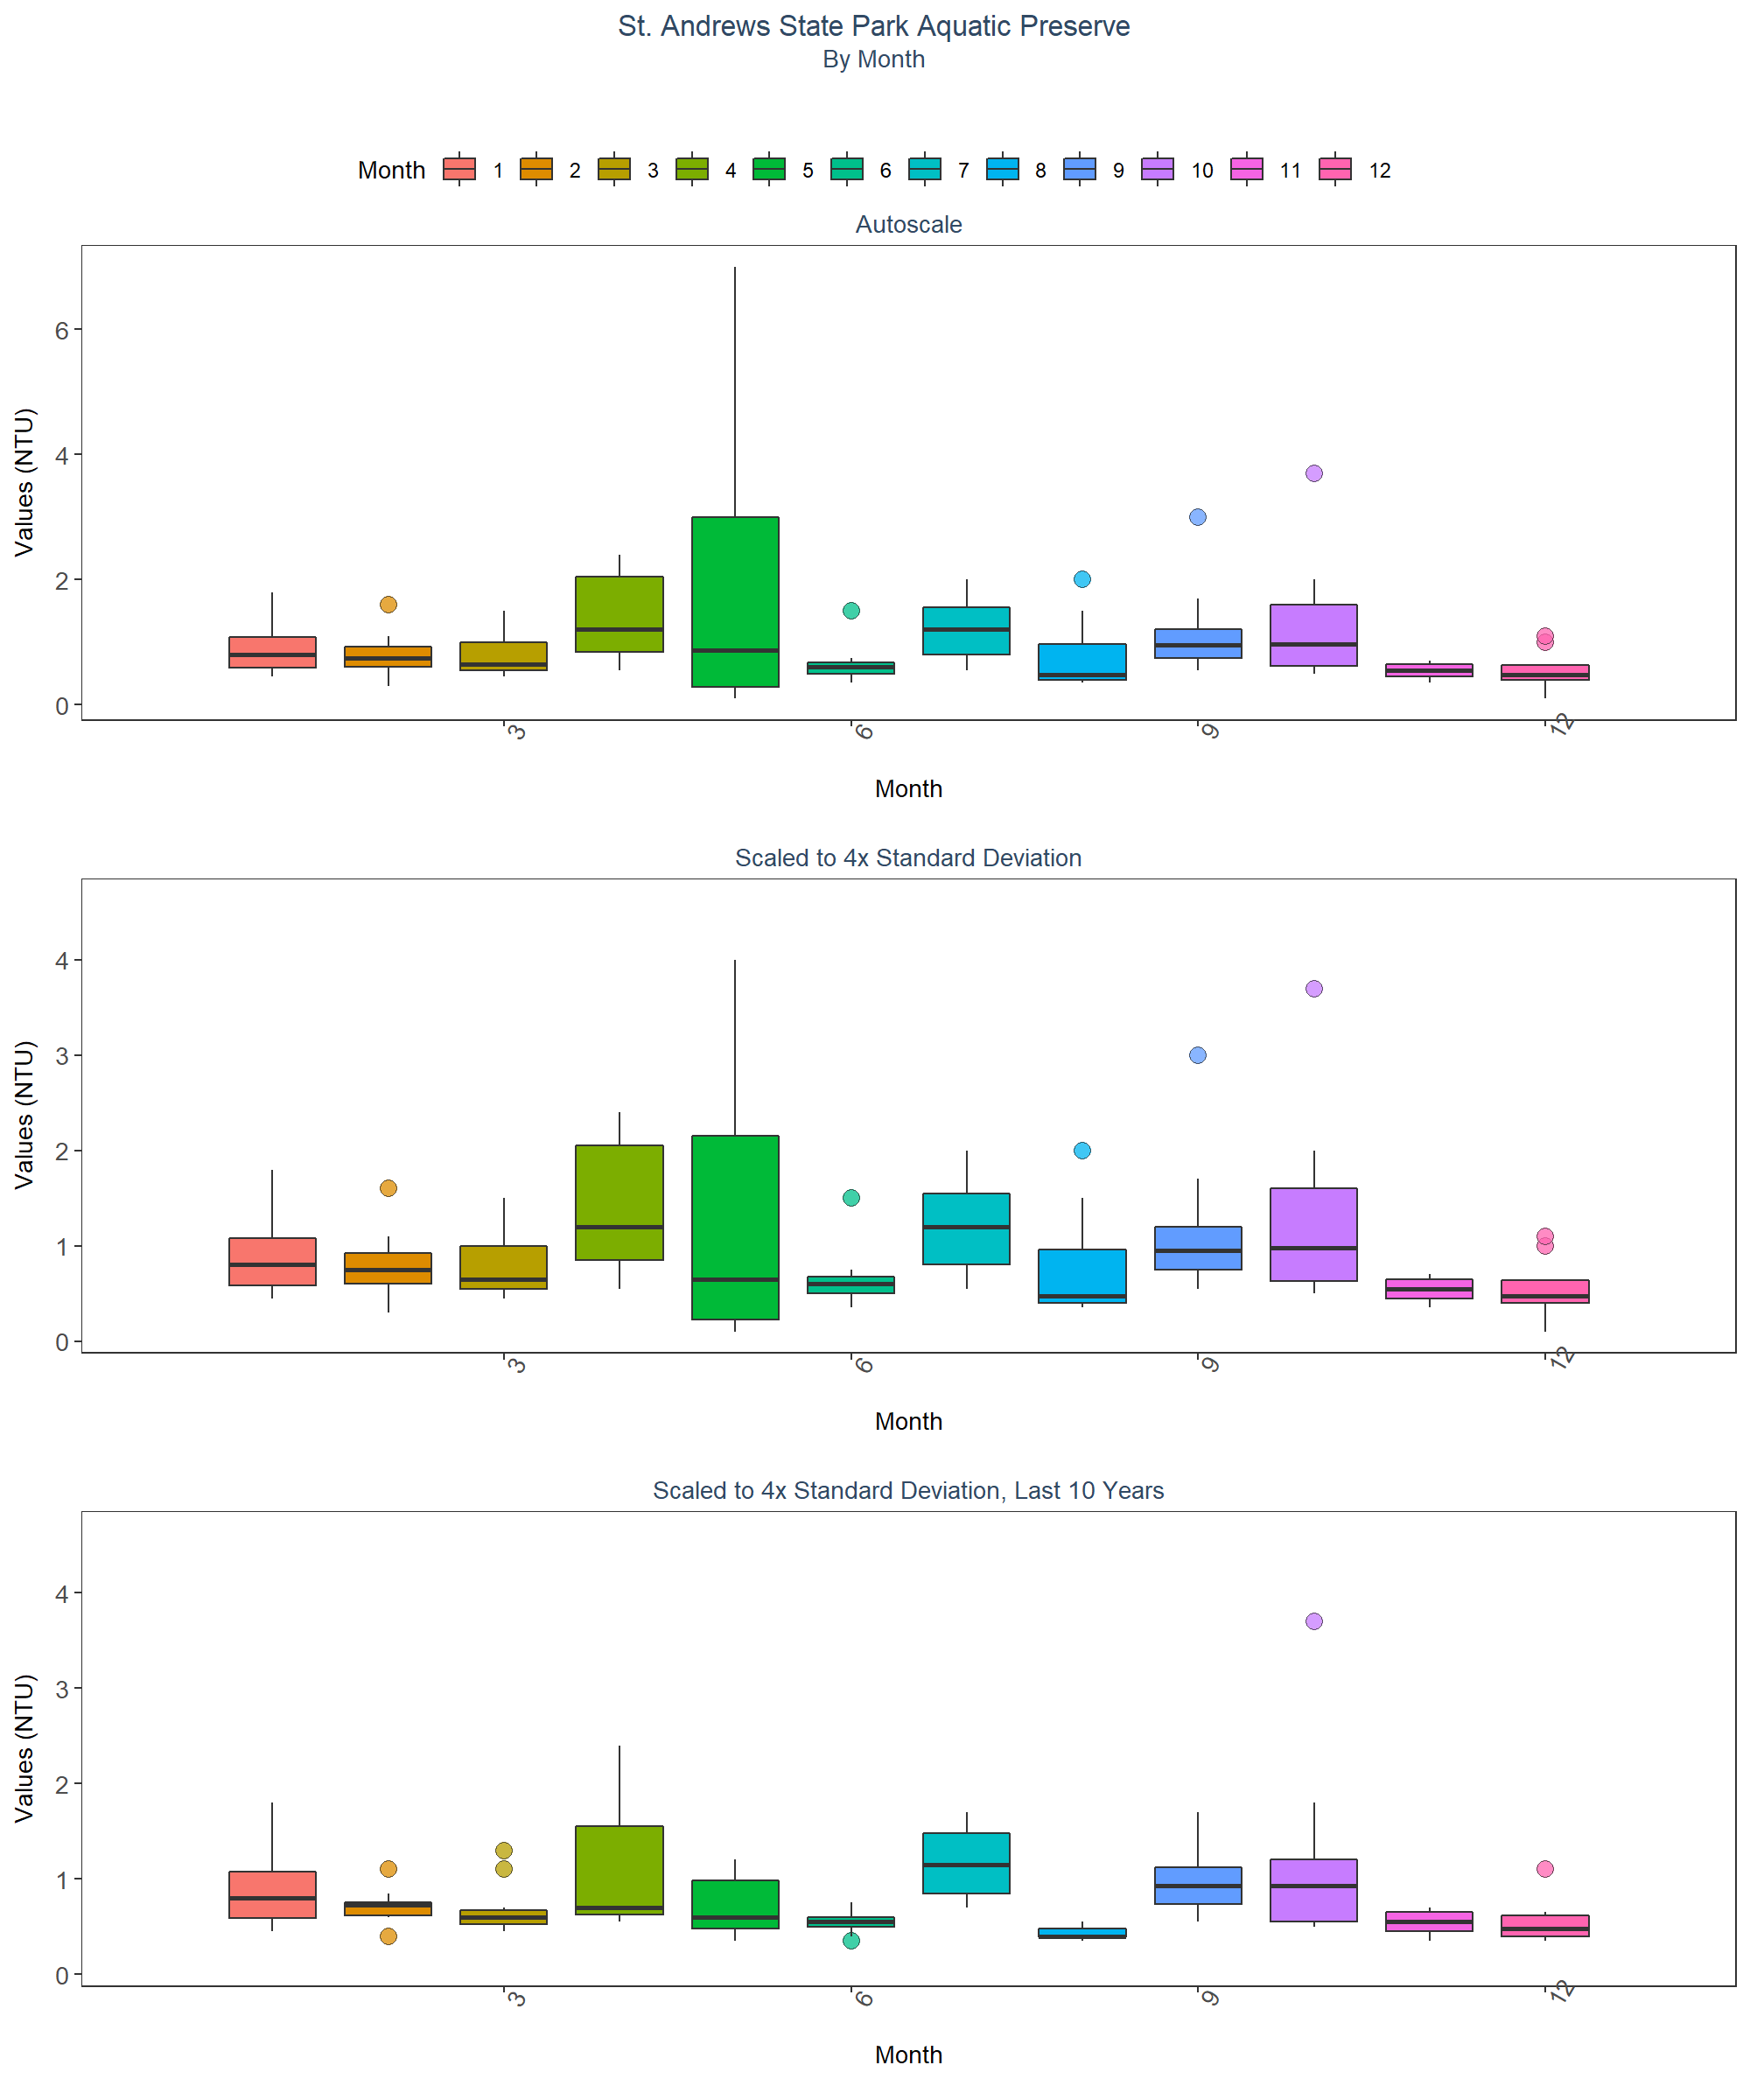 St. Andrews State Park Aquatic Preserve
By Month
Month 1 2 3 4 5 6 7 8 9 10 11 12
Autoscale
Values (NTU)
6
4
2
0
3 6 9 12
Month
Scaled to 4x Standard Deviation
Values (NTU)
4
3
2
1
0
3 6 9 12
Month
Scaled to 4x Standard Deviation, Last 10 Years
Values (NTU)
4
3
2
1
0
3 6 9 12
Month